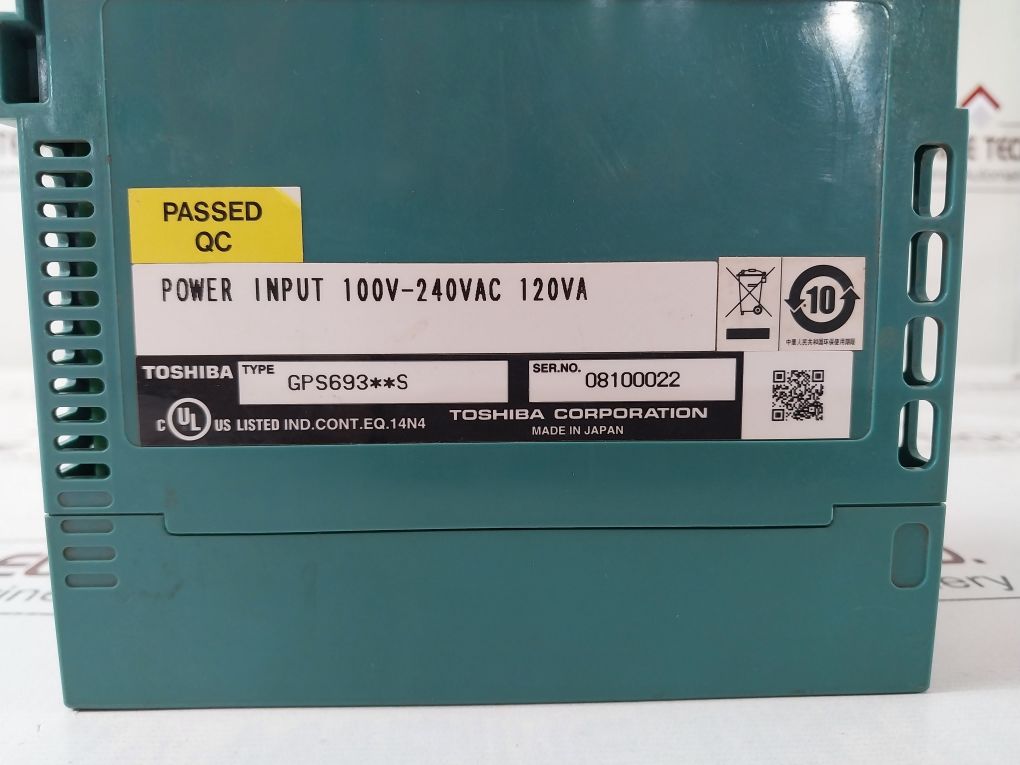 PASSED
QC
POWER INPUT 100V-240VAC 120VA
10
TOSHIBA
TYPE
GPS693**S
SER.NO.
08100022
C UL US LISTED IND.CONT.EQ.14N4
TOSHIBA CORPORATION
MADE IN JAPAN